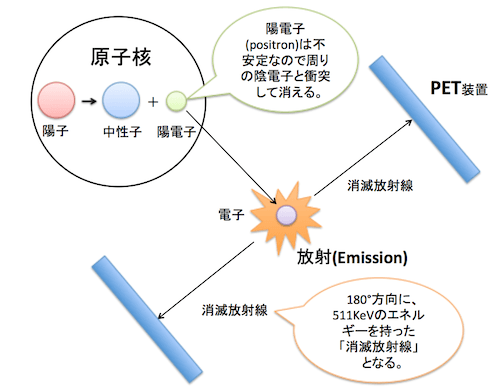 原子核
陽子
中性子
+
陽電子
陽電子
(positron)は不
安定なので周り
の陰電子と衝突
して消える。
PET装置
消滅放射線
電子
放射(Emission)
消滅放射線
180°方向に、
511KeVのエネル
ギーを持った
「消滅放射線」
となる。